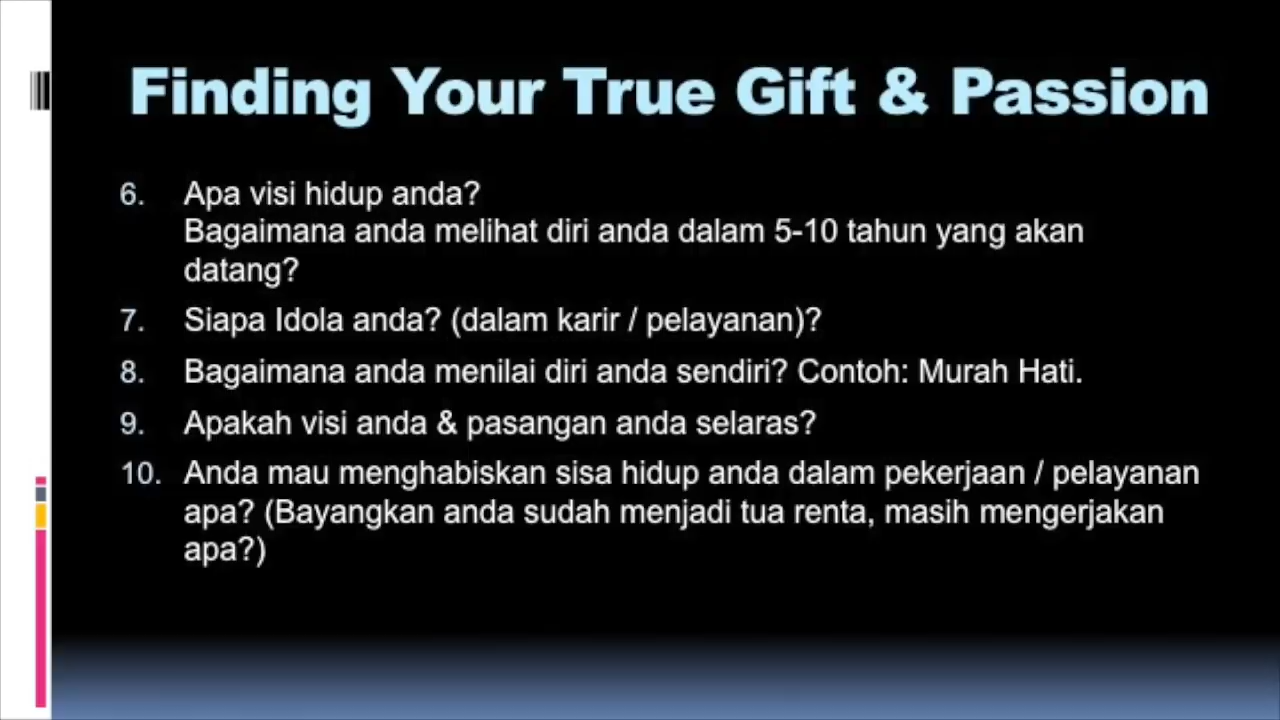 Finding Your True Gift & Passion
6. Apa visi hidup anda?
Bagaimana anda melihat diri anda dalam 5-10 tahun yang akan
datang?
7. Siapa Idola anda? (dalam karir / pelayanan)?
8. Bagaimana anda menilai diri anda sendiri? Contoh: Murah Hati.
9. Apakah visi anda & pasangan anda selaras?
10. Anda mau menghabiskan sisa hidup anda dalam pekerjaan / pelayanan
apa? (Bayangkan anda sudah menjadi tua renta, masih mengerjakan
apa?)